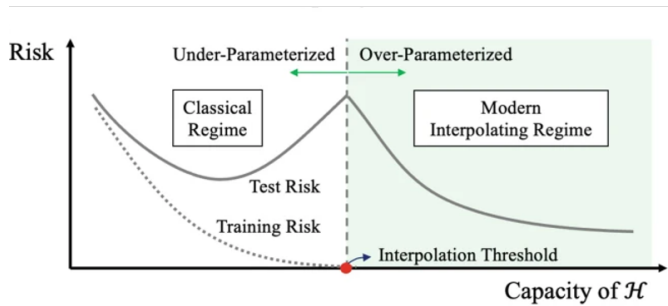 Risk
Under-Parameterized
Over-Parameterized
Classical
Regime
Modern
Interpolating Regime
Test Risk
Training Risk
Interpolation Threshold
Capacity of ℋ